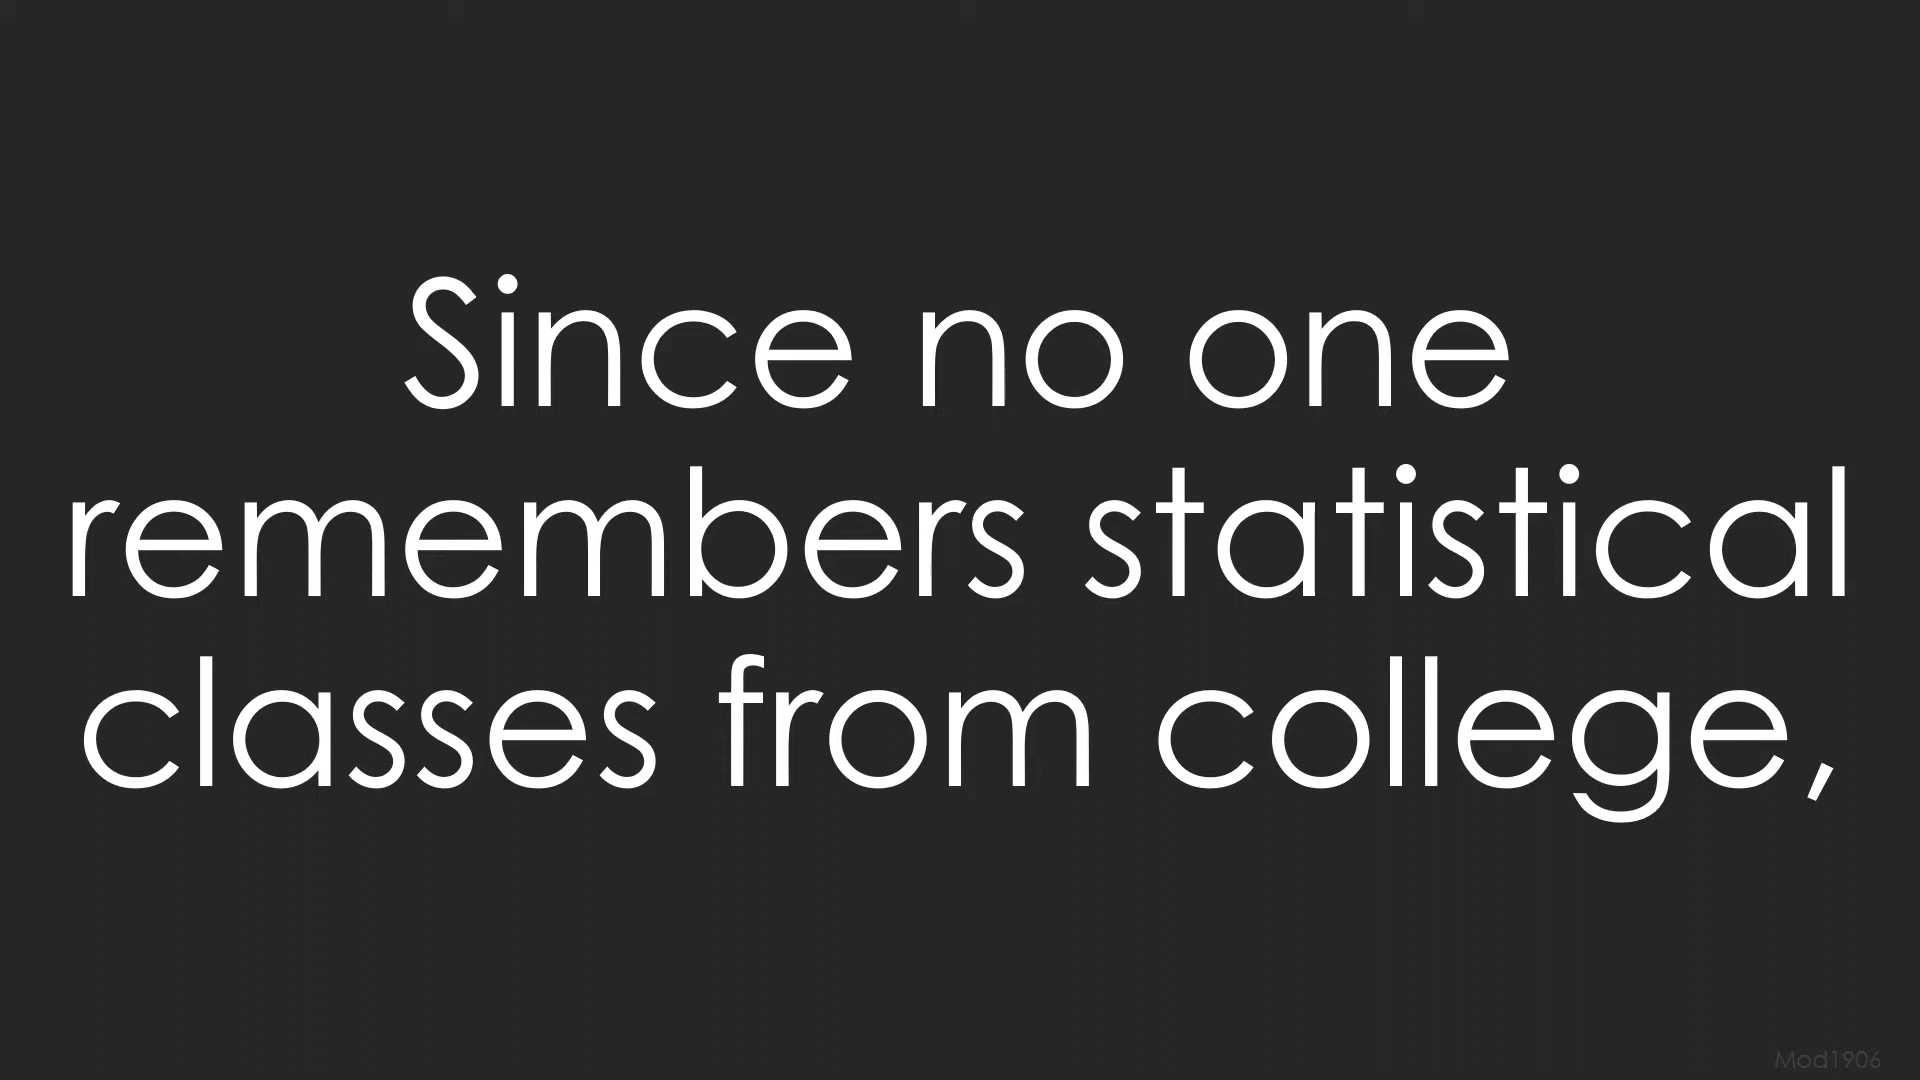 Since no one
remembers statistical
classes from college,
Mod1906